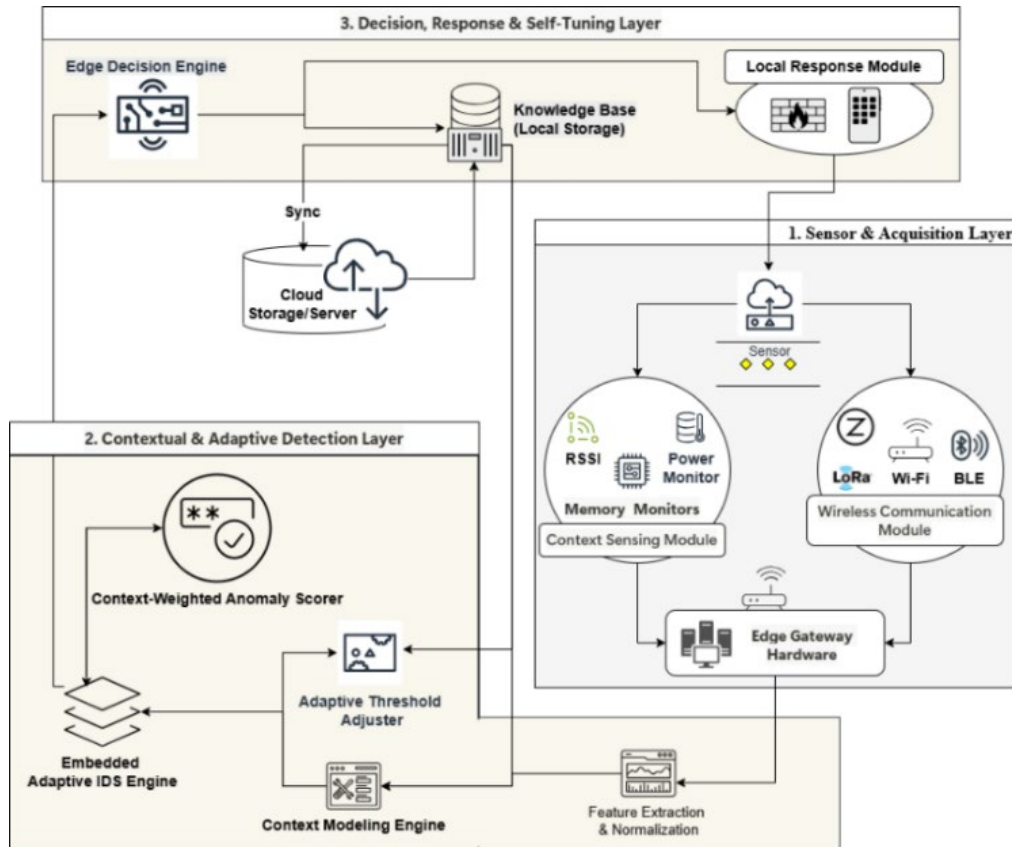 3. Decision, Response & Self-Tuning Layer
Edge Decision Engine
Local Response Module
Knowledge Base
(Local Storage)
Sync
Cloud
Storage/Server
1. Sensor & Acquisition Layer
Sensor
RSSI
Power
Monitor
Memory Monitors
Context Sensing Module
Z
LoRa
Wi-Fi
BLE
Wireless Communication
Module
Edge Gateway
Hardware
2. Contextual & Adaptive Detection Layer
**
Context-Weighted Anomaly Scorer
Adaptive Threshold
Adjuster
Embedded
Adaptive IDS Engine
Context Modeling Engine
Feature Extraction
& Normalization